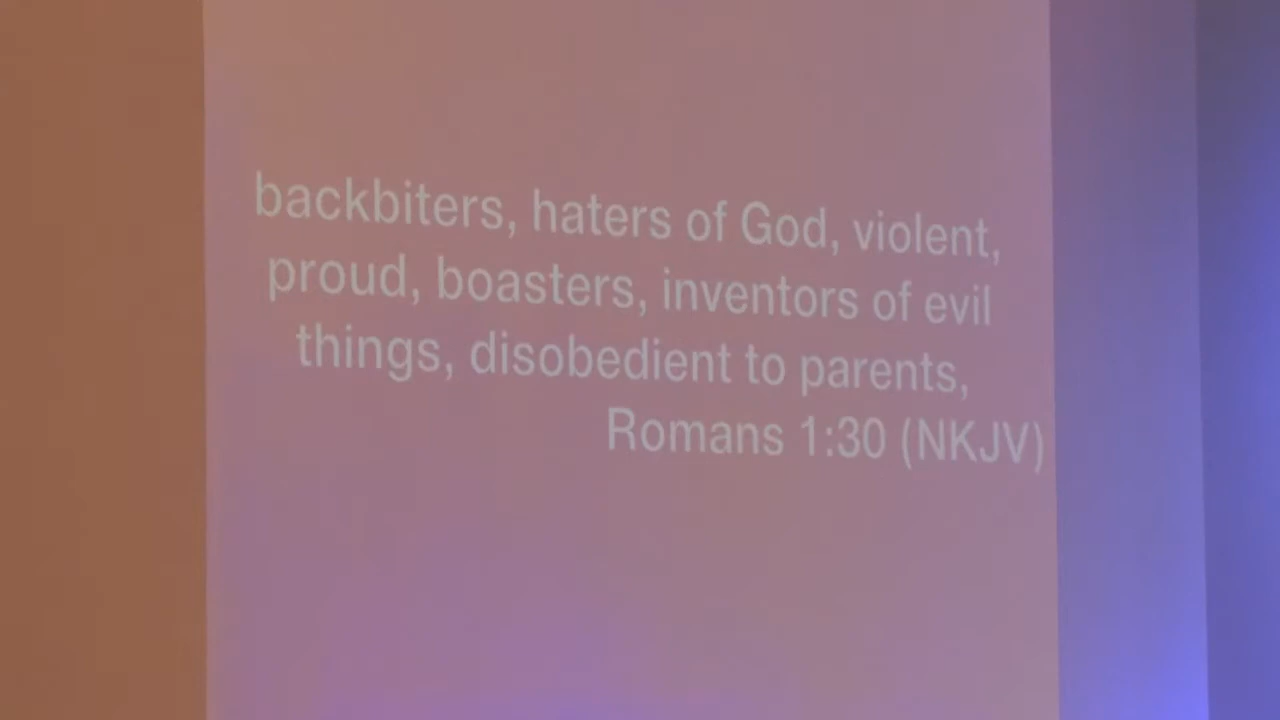 backbiters, haters of God, violent,
proud, boasters, inventors of evil
things, disobedient to parents,
Romans 1:30 (NKJV)